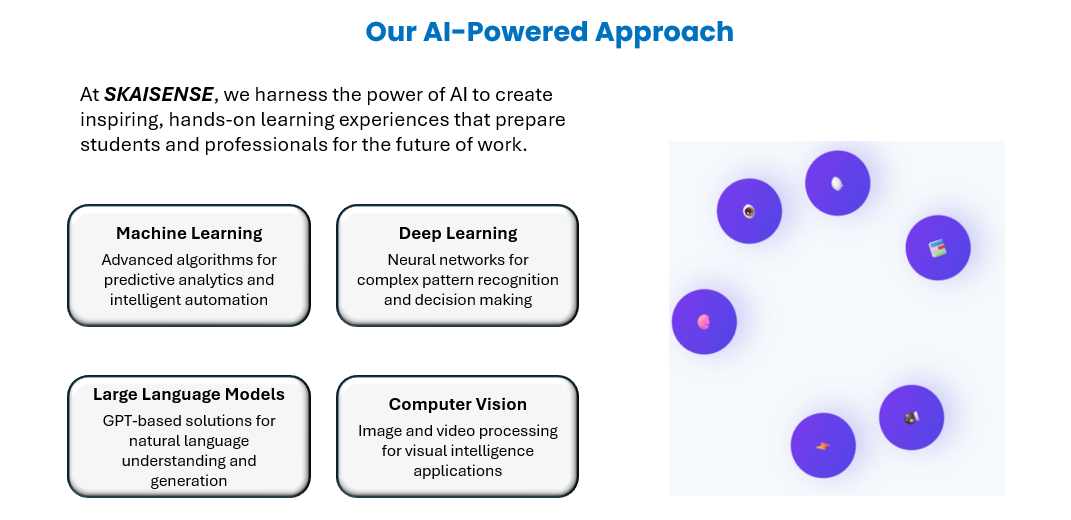 Our AI-Powered Approach
At SKAISENSE, we harness the power of AI to create
inspiring, hands-on learning experiences that prepare
students and professionals for the future of work.
Machine Learning
Advanced algorithms for
predictive analytics and
intelligent automation
Deep Learning
Neural networks for
complex pattern recognition
and decision making
Large Language Models
GPT-based solutions for
natural language
understanding and
generation
Computer Vision
Image and video processing
for visual intelligence
applications